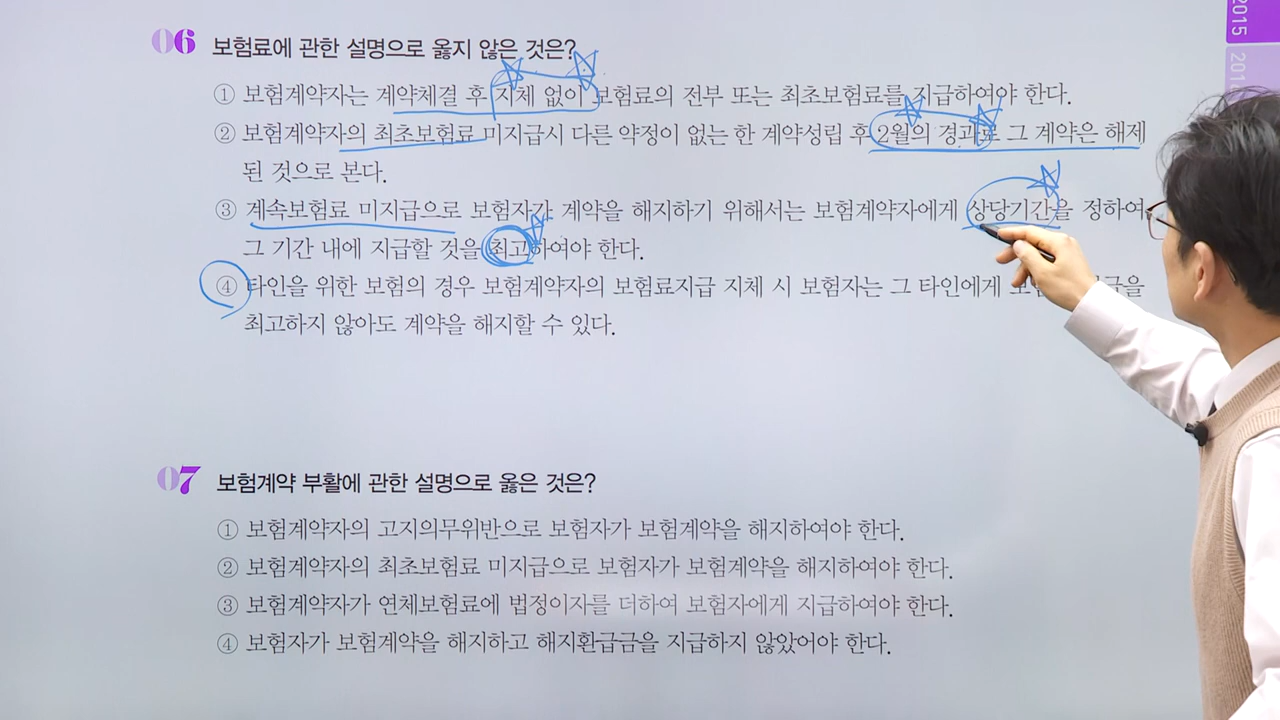 2015
201
06 보험료에 관한 설명으로 옳지 않은 것은?
① 보험계약자는 계약체결 후 지체 없이 보험료의 전부 또는 최초보험료를 지급하여야 한다.
② 보험계약자의 최초보험료 미지급시 다른 약정이 없는 한 계약성립 후 2월의 경과로 그 계약은 해제
된 것으로 본다.
③ 계속보험료 미지급으로 보험자가 계약을 해지하기 위해서는 보험계약자에게 상당기간을 정하여
그 기간 내에 지급할 것을 최고하여야 한다.
④ 타인을 위한 보험의 경우 보험계약자의 보험료지급 지체 시 보험자는 그 타인에게
최고하지 않아도 계약을 해지할 수 있다.
07 보험계약 부활에 관한 설명으로 옳은 것은?
① 보험계약자의 고지의무위반으로 보험자가 보험계약을 해지하여야 한다.
② 보험계약자의 최초보험료 미지급으로 보험자가 보험계약을 해지하여야 한다.
③ 보험계약자가 연체보험료에 법정이자를 더하여 보험자에게 지급하여야 한다.
④ 보험자가 보험계약을 해지하고 해지환급금을 지급하지 않았어야 한다.